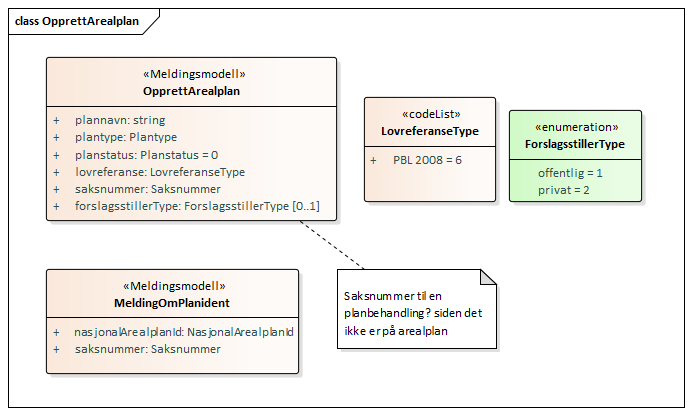 class OpprettArealplan
«Meldingsmodell»
OpprettArealplan
+ plannavn: string
+ plantype: Plantype
+ planstatus: Planstatus = 0
+ lovreferanse: LovreferanseType
+ saksnummer: Saksnummer
+ forslagsstillerType: ForslagsstillerType [0..1]
«codeList»
LovreferanseType
+ PBL 2008 = 6
«enumeration»
ForslagsstillerType
offentlig = 1
privat = 2
«Meldingsmodell»
MeldingOmPlanident
+ nasjonalArealplanId: NasjonalArealplanId
+ saksnummer: Saksnummer
Saksnummer til en
planbehandling? siden det
ikke er på arealplan